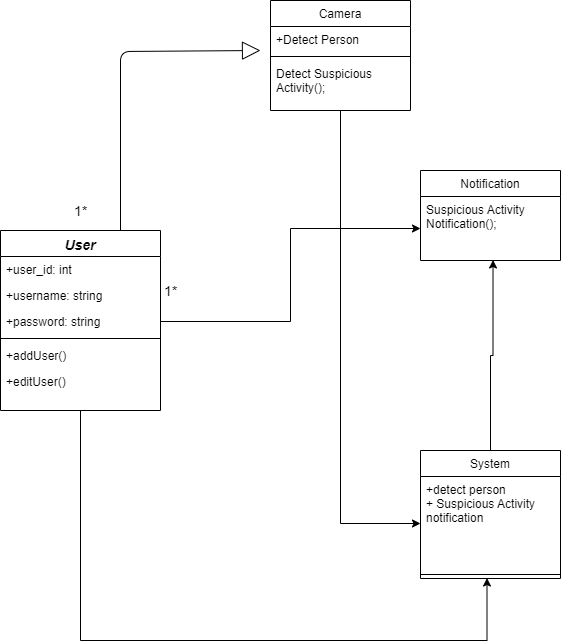 Camera
+Detect Person
Detect Suspicious
Activity();
1*
Notification
Suspicious Activity
Notification();
User
+user_id: int
+username: string
+password: string
1*
+addUser()
+editUser()
System
+detect person
+ Suspicious Activity
notification